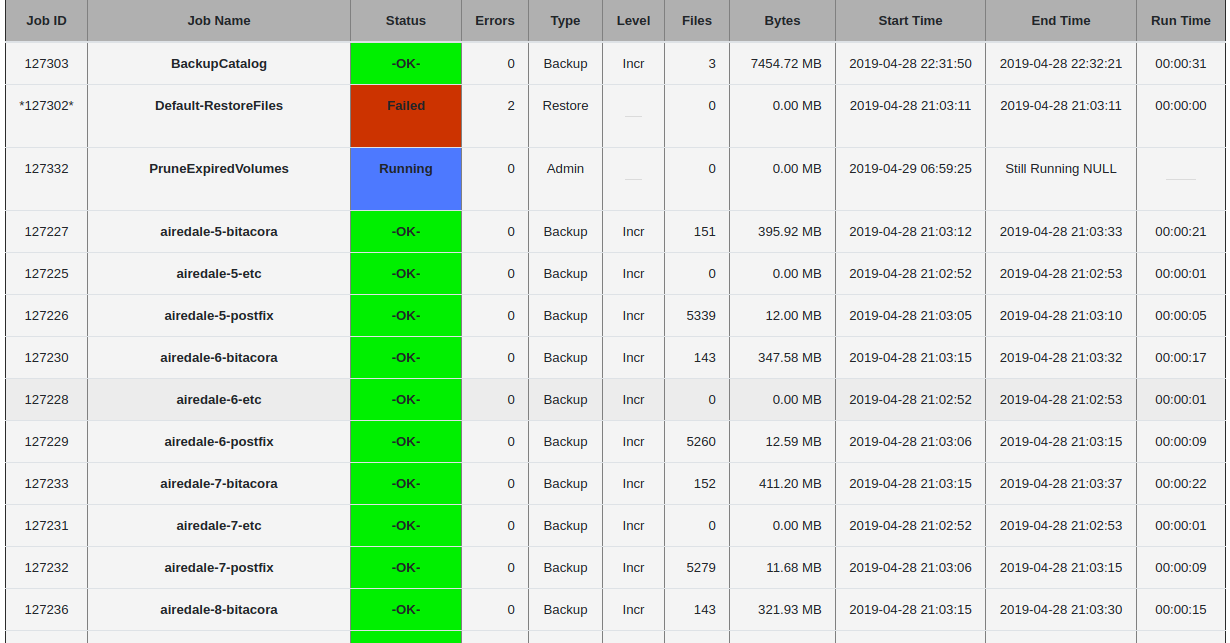 Job ID Job Name Status Errors Type Level Files Bytes Start Time End Time Run Time
127303 BackupCatalog -OK- 0 Backup Incr 3 7454.72 MB 2019-04-28 22:31:50 2019-04-28 22:32:21 00:00:31
*127302* Default-RestoreFiles Failed 2 Restore __ 0 0.00 MB 2019-04-28 21:03:11 2019-04-28 21:03:11 00:00:00
127332 PruneExpiredVolumes Running 0 Admin __ 0 0.00 MB 2019-04-29 06:59:25 Still Running NULL ____
127227 airedale-5-bitacora -OK- 0 Backup Incr 151 395.92 MB 2019-04-28 21:03:12 2019-04-28 21:03:33 00:00:21
127225 airedale-5-etc -OK- 0 Backup Incr 0 0.00 MB 2019-04-28 21:02:52 2019-04-28 21:02:53 00:00:01
127226 airedale-5-postfix -OK- 0 Backup Incr 5339 12.00 MB 2019-04-28 21:03:05 2019-04-28 21:03:10 00:00:05
127230 airedale-6-bitacora -OK- 0 Backup Incr 143 347.58 MB 2019-04-28 21:03:15 2019-04-28 21:03:32 00:00:17
127228 airedale-6-etc -OK- 0 Backup Incr 0 0.00 MB 2019-04-28 21:02:52 2019-04-28 21:02:53 00:00:01
127229 airedale-6-postfix -OK- 0 Backup Incr 5260 12.59 MB 2019-04-28 21:03:06 2019-04-28 21:03:15 00:00:09
127233 airedale-7-bitacora -OK- 0 Backup Incr 152 411.20 MB 2019-04-28 21:03:15 2019-04-28 21:03:37 00:00:22
127231 airedale-7-etc -OK- 0 Backup Incr 0 0.00 MB 2019-04-28 21:02:52 2019-04-28 21:02:53 00:00:01
127232 airedale-7-postfix -OK- 0 Backup Incr 5279 11.68 MB 2019-04-28 21:03:06 2019-04-28 21:03:15 00:00:09
127236 airedale-8-bitacora -OK- 0 Backup Incr 143 321.93 MB 2019-04-28 21:03:15 2019-04-28 21:03:30 00:00:15